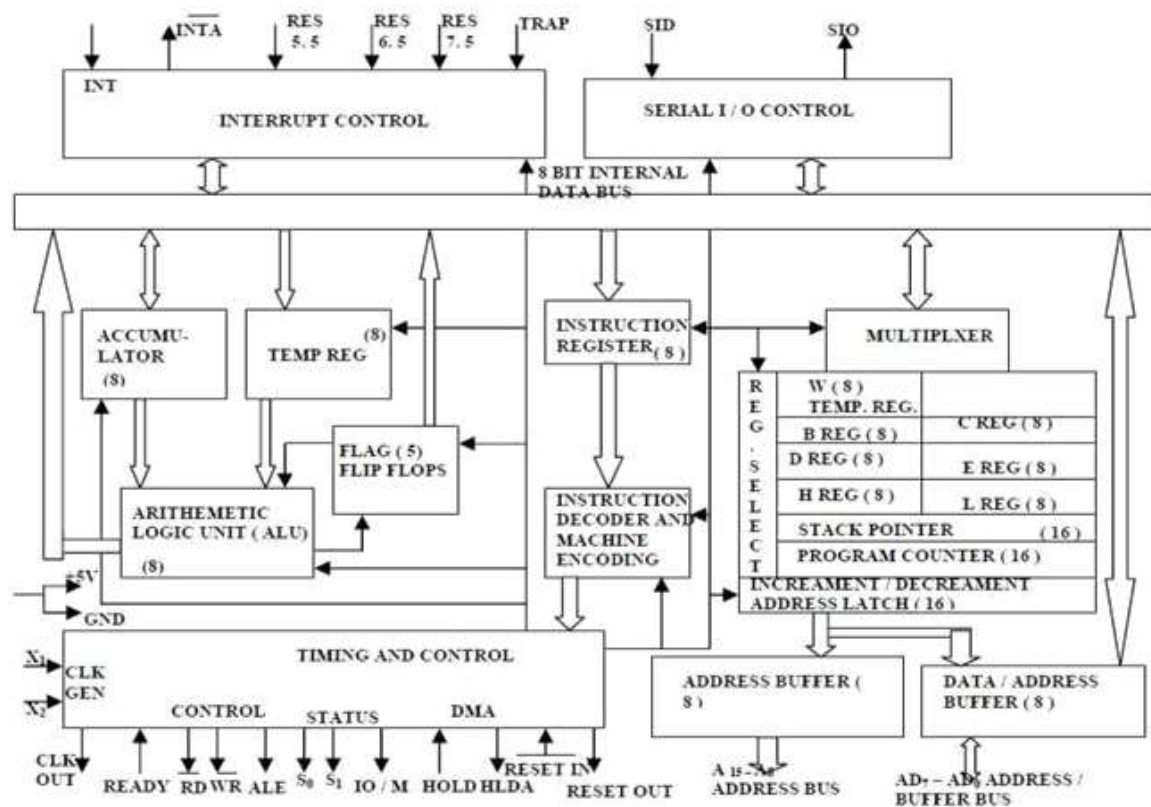 INTA
RES
5. 5
RES
6. 5
RES
7. 5
TRAP
SID
SIO
INT
INTERRUPT CONTROL
SERIAL I / O CONTROL
8 BIT INTERNAL
DATA BUS
ACCUMU-
LATOR
(8)
(8)
TEMP REG
INSTRUCTION
REGISTER ( 8 )
MULTIPLXER
REG . SELECT
W ( 8 )
TEMP. REG.
B REG ( 8 )
C REG ( 8 )
D REG ( 8 )
E REG ( 8 )
H REG ( 8 )
L REG ( 8 )
STACK POINTER ( 16 )
PROGRAM COUNTER ( 16 )
INCREAMENT / DECREAMENT
ADDRESS LATCH ( 16 )
FLAG ( 5 )
FLIP FLOPS
ARITHEMETIC
LOGIC UNIT ( ALU)
(8)
INSTRUCTION
DECODER AND
MACHINE
ENCODING
+5V
GND
X1
X2
CLK
GEN
TIMING AND CONTROL
CONTROL
STATUS
DMA
ADDRESS BUFFER (
8 )
DATA / ADDRESS
BUFFER ( 8 )
CLK
OUT
READY
RD
WR
ALE
S0
S1
IO / M
HOLD
HLDA
RESET IN
RESET OUT
A 15 – A8
ADDRESS BUS
AD7 – AD0 ADDRESS /
BUFFER BUS